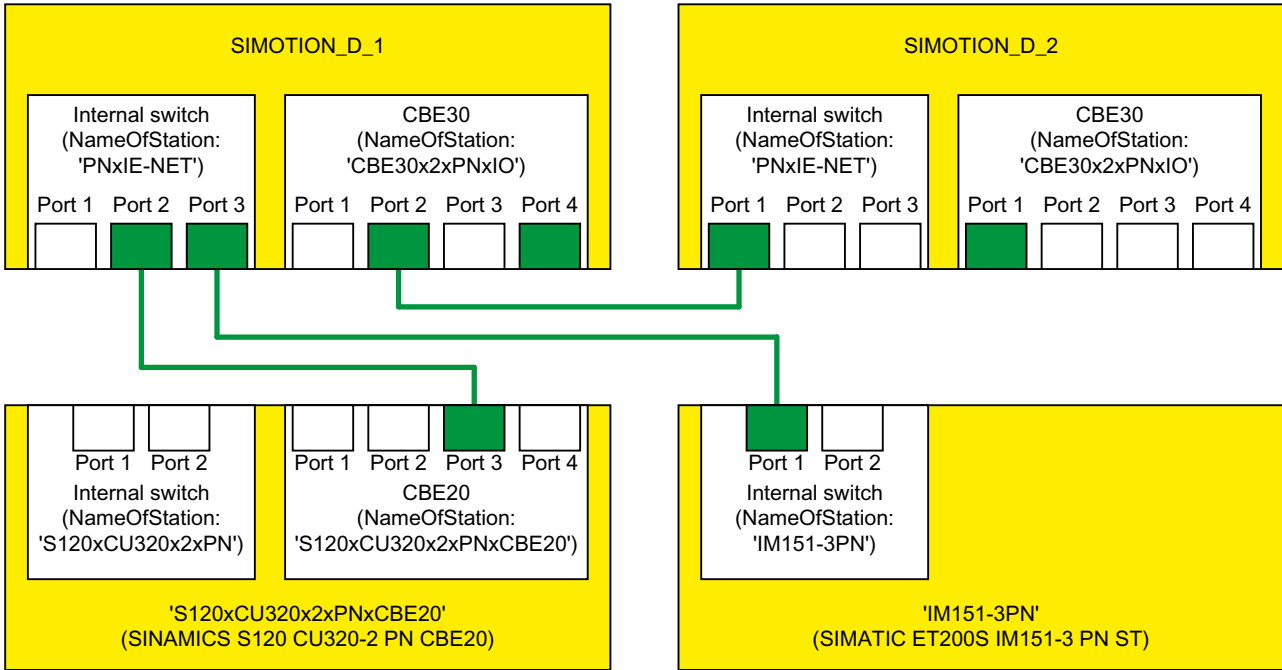 SIMOTION_D_1
Internal switch
(NameOfStation:
'PNxIE-NET')
Port 1 Port 2 Port 3
CBE30
(NameOfStation:
'CBE30x2xPNxIO')
Port 1 Port 2 Port 3 Port 4
SIMOTION_D_2
Internal switch
(NameOfStation:
'PNxIE-NET')
Port 1 Port 2 Port 3
CBE30
(NameOfStation:
'CBE30x2xPNxIO')
Port 1 Port 2 Port 3 Port 4
Port 1 Port 2
Internal switch
(NameOfStation:
'S120xCU320x2xPN')
Port 1 Port 2 Port 3 Port 4
CBE20
(NameOfStation:
'S120xCU320x2xPNxCBE20')
'S120xCU320x2xPNxCBE20'
(SINAMICS S120 CU320-2 PN CBE20)
Port 1 Port 2
Internal switch
(NameOfStation:
'IM151-3PN')
'IM151-3PN'
(SIMATIC ET200S IM151-3 PN ST)